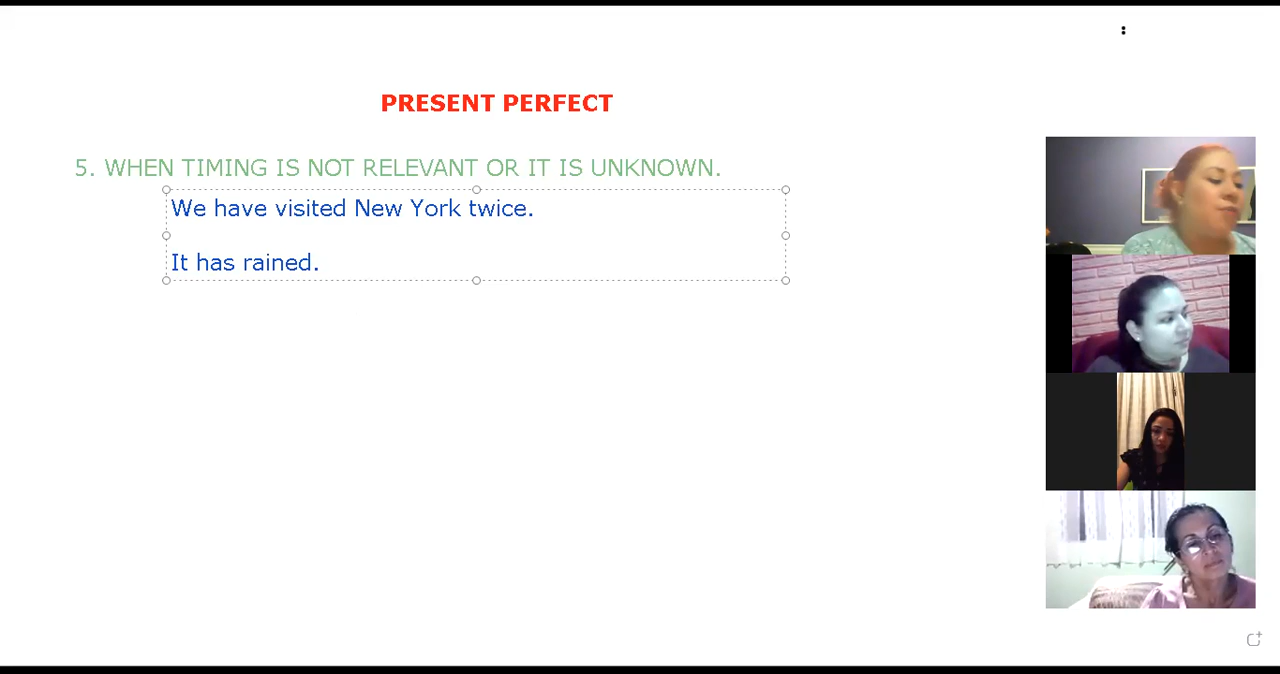 PRESENT PERFECT
5. WHEN TIMING IS NOT RELEVANT OR IT IS UNKNOWN.
We have visited New York twice.
It has rained.